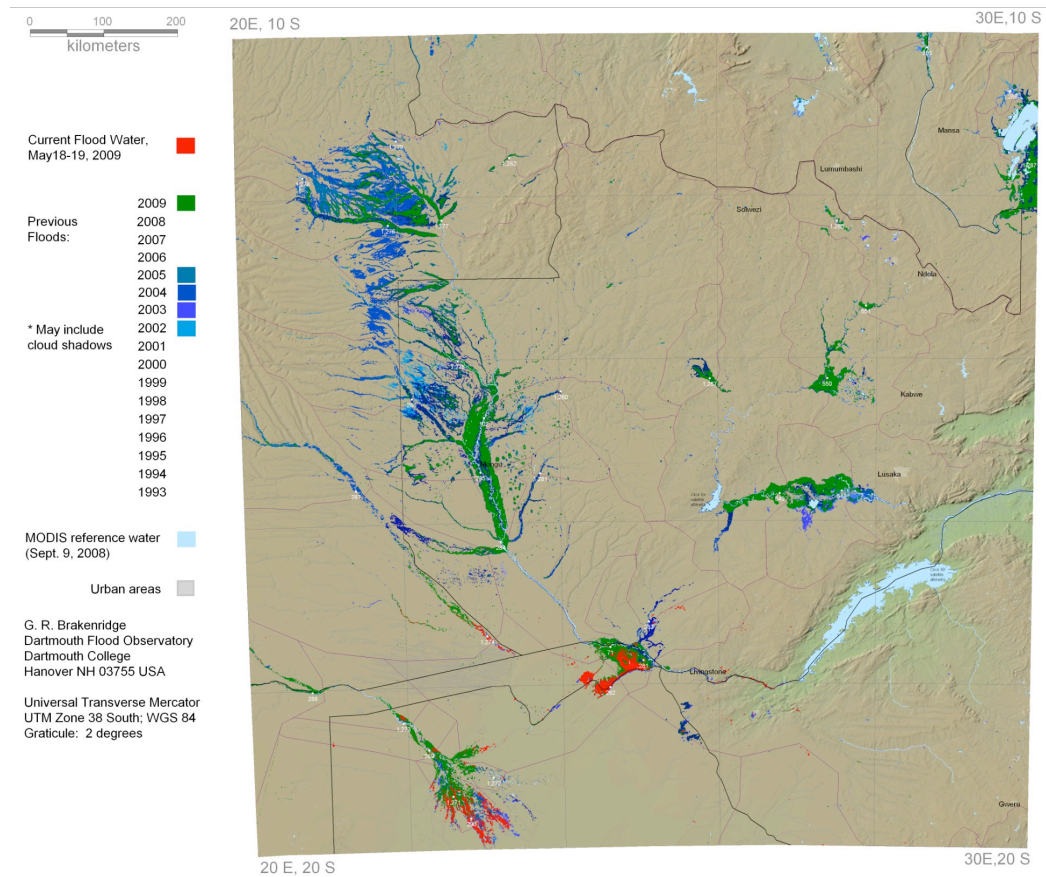 0 100 200
kilometers
20E, 10 S
30E,10 S
Current Flood Water,
May18-19, 2009
2009
Previous
Floods:
2008
2007
2006
2005
2004
2003
* May include
cloud shadows
2002
2001
2000
1999
1998
1997
1996
1995
1994
1993
MODIS reference water
(Sept. 9, 2008)
Urban areas
G. R. Brakenridge
Dartmouth Flood Observatory
Dartmouth College
Hanover NH 03755 USA
Universal Transverse Mercator
UTM Zone 38 South; WGS 84
Graticule: 2 degrees
Mansa
Lumumbashi
Solwezi
Ndola
Kabwe
Lusaka
Livingstone
Gweru
550
20 E, 20 S
30E,20 S